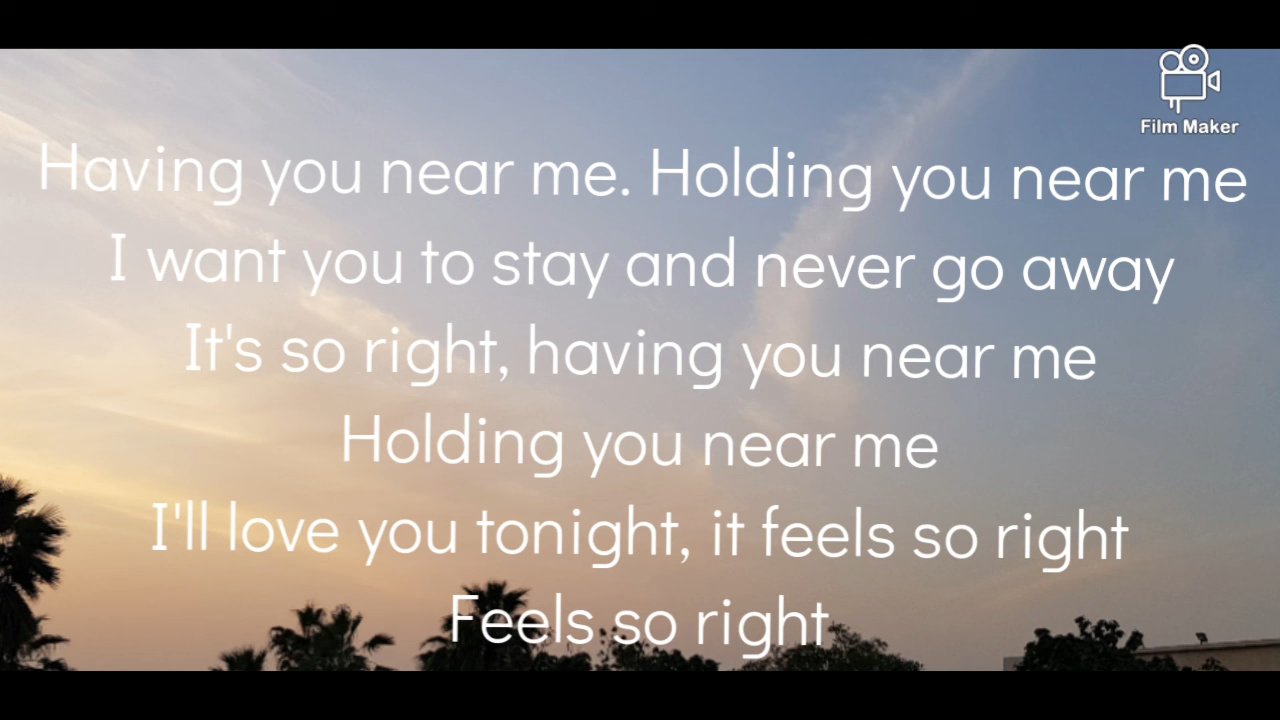 Film Maker
Having you near me. Holding you near me
I want you to stay and never go away
It's so right, having you near me
Holding you near me
I'll love you tonight, it feels so right
Feels so right